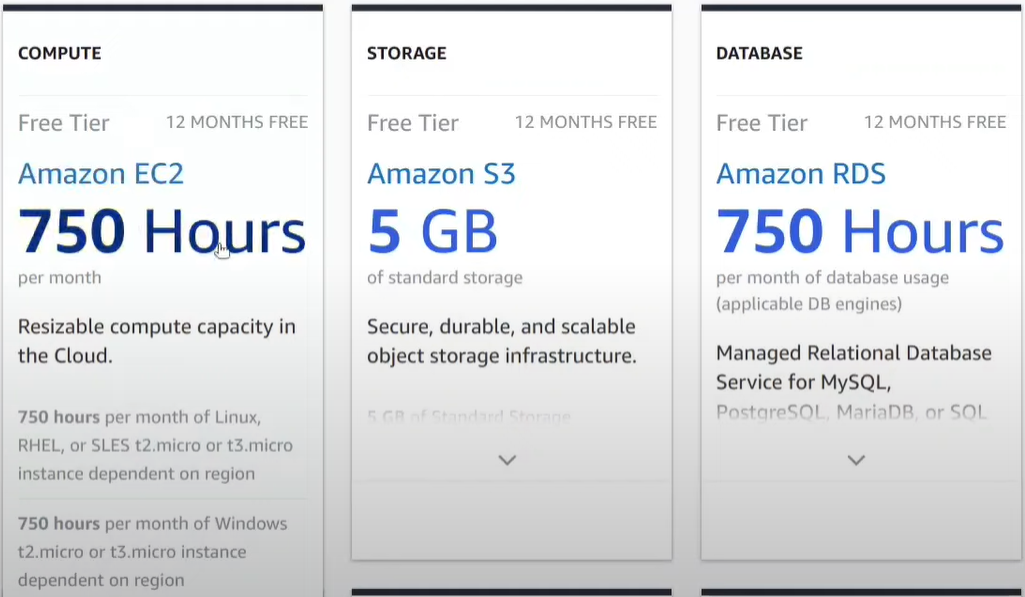 COMPUTE
Free Tier 12 MONTHS FREE
Amazon EC2
750 Hours
per month
Resizable compute capacity in
the Cloud.
750 hours per month of Linux,
RHEL, or SLES t2.micro or t3.micro
instance dependent on region
750 hours per month of Windows
t2.micro or t3.micro instance
dependent on region
STORAGE
Free Tier 12 MONTHS FREE
Amazon S3
5 GB
of standard storage
Secure, durable, and scalable
object storage infrastructure.
5 GB of Standard Storage
DATABASE
Free Tier 12 MONTHS FREE
Amazon RDS
750 Hours
per month of database usage
(applicable DB engines)
Managed Relational Database
Service for MySQL,
PostgreSQL, MariaDB, or SQL